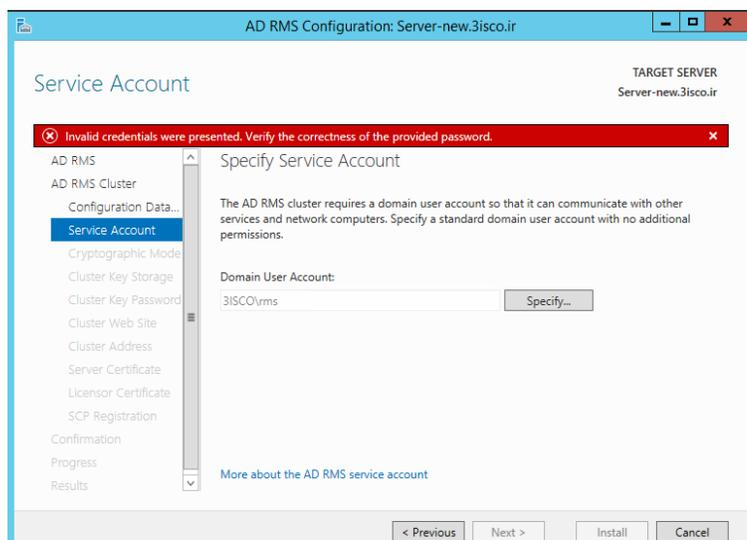 AD RMS Configuration: Server-new.3isco.ir
Service Account
TARGET SERVER
Server-new.3isco.ir
Invalid credentials were presented. Verify the correctness of the provided password.
AD RMS
AD RMS Cluster
Configuration Data...
Service Account
Cryptographic Mode
Cluster Key Storage
Cluster Key Password
Cluster Web Site
Cluster Address
Server Certificate
Licensor Certificate
SCP Registration
Confirmation
Progress
Results
Specify Service Account
The AD RMS cluster requires a domain user account so that it can communicate with other
services and network computers. Specify a standard domain user account with no additional
permissions.
Domain User Account:
3ISCO\rms
Specify...
More about the AD RMS service account
< Previous
Next >
Install
Cancel